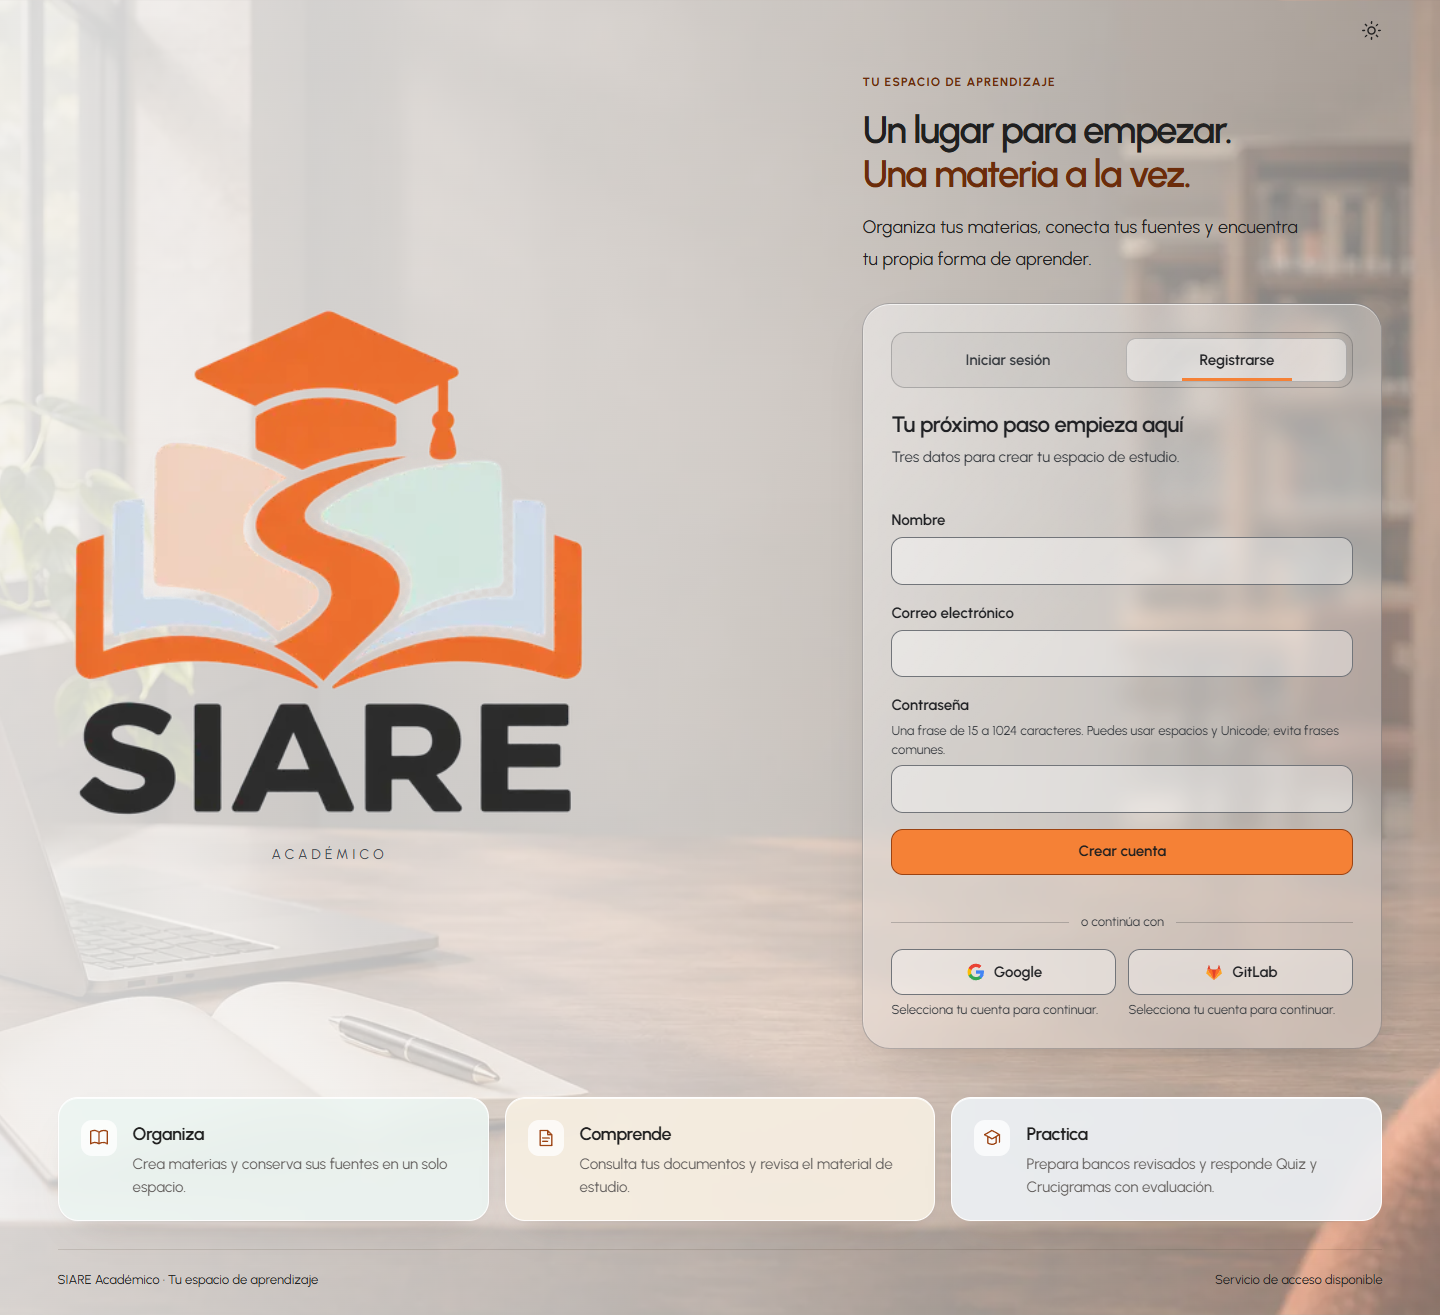 TU ESPACIO DE APRENDIZAJE
Un lugar para empezar.
Una materia a la vez.
Organiza tus materias, conecta tus fuentes y encuentra
tu propia forma de aprender.
SIARE
ACADÉMICO
Iniciar sesión
Registrarse
Tu próximo paso empieza aquí
Tres datos para crear tu espacio de estudio.
Nombre
Correo electrónico
Contraseña
Una frase de 15 a 1024 caracteres. Puedes usar espacios y Unicode; evita frases
comunes.
Crear cuenta
o continúa con
Google
GitLab
Selecciona tu cuenta para continuar.
Selecciona tu cuenta para continuar.
Organiza
Crea materias y conserva sus fuentes en un solo
espacio.
Comprende
Consulta tus documentos y revisa el material de
estudio.
Practica
Prepara bancos revisados y responde Quiz y
Crucigramas con evaluación.
SIARE Académico · Tu espacio de aprendizaje
Servicio de acceso disponible